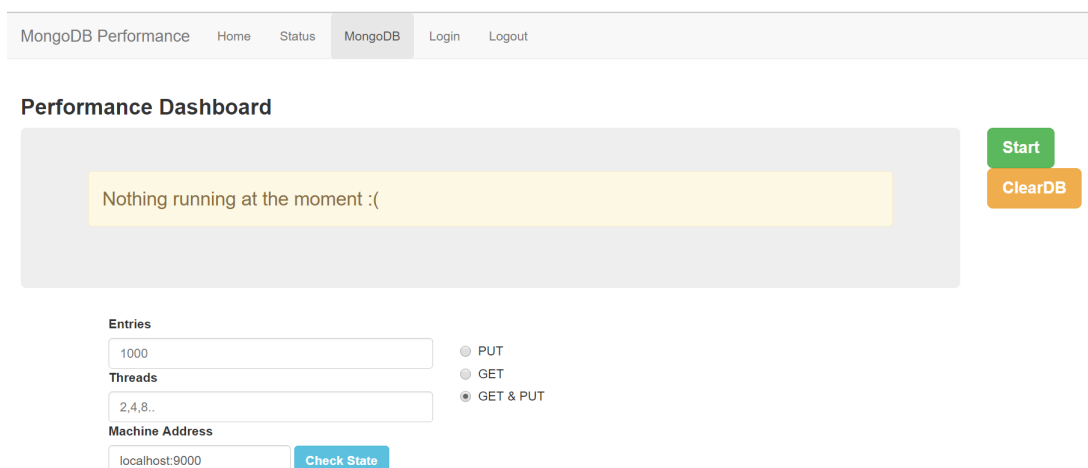 MongoDB Performance Home Status MongoDB Login Logout
Performance Dashboard
Start
Nothing running at the moment :(
ClearDB
Entries
1000
PUT
Threads
GET
2,4,8..
GET & PUT
Machine Address
localhost:9000 Check State